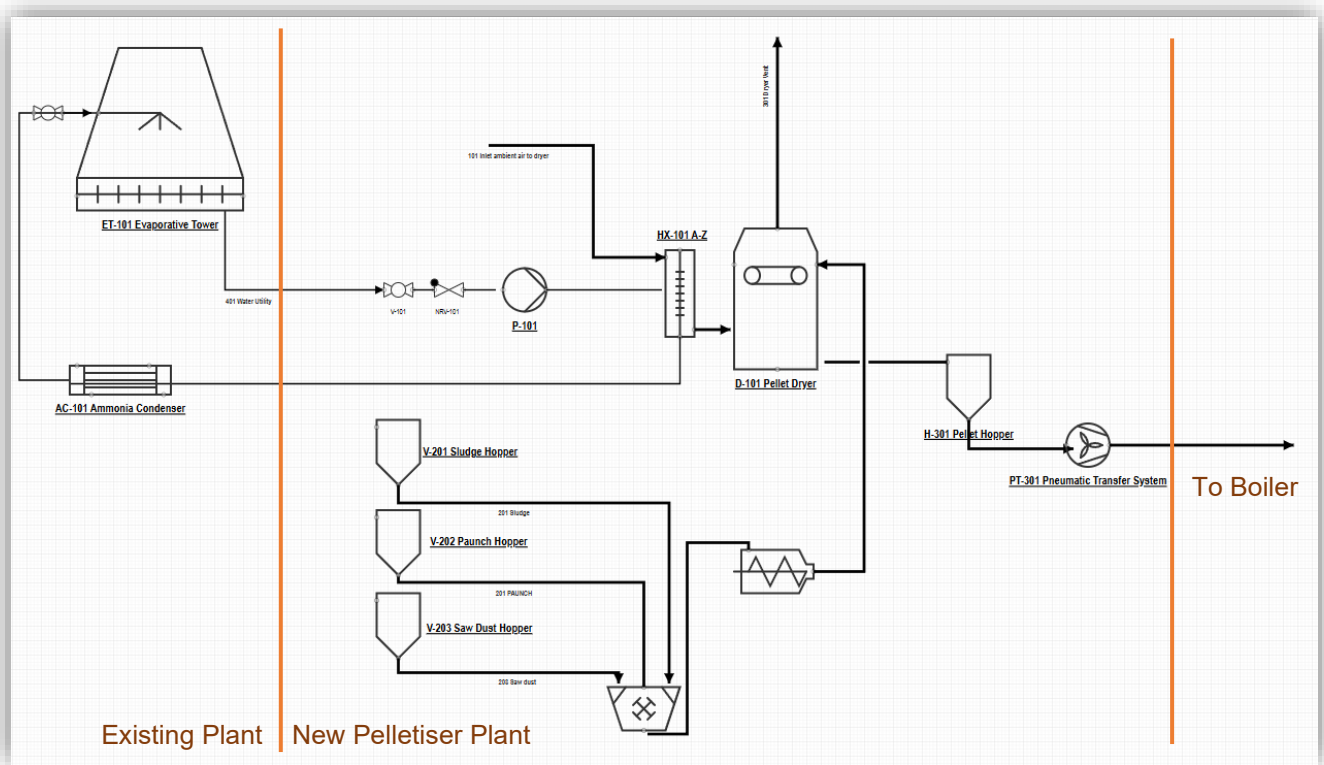 301 Dryer Vent
101 Inlet ambient air to dryer
ET-101 Evaporative Tower
HX-101 A-Z
401 Water Utility
V-101
NRV-101
P-101
D-101 Pellet Dryer
AC-101 Ammonia Condenser
H-301 Pellet Hopper
V-201 Sludge Hopper
PT-301 Pneumatic Transfer System
To Boiler
201 Sludge
V-202 Paunch Hopper
201 PAUNCH
V-203 Saw Dust Hopper
203 Saw dust
Existing Plant
New Pelletiser Plant